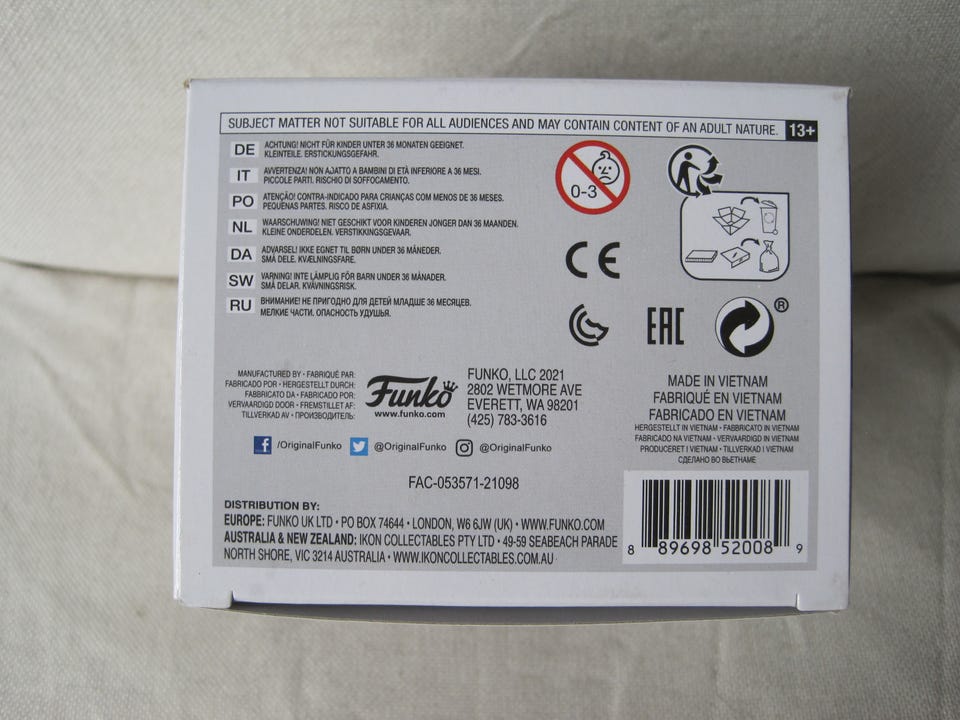 SUBJECT MATTER NOT SUITABLE FOR ALL AUDIENCES AND MAY CONTAIN CONTENT OF AN ADULT NATURE. 13+
DE ACHTUNG! NICHT FÜR KINDER UNTER 36 MONATEN GEEIGNET.
KLEINTEILE. ERSTICKUNGSGEFAHR.
IT AVVERTENZA! NON AJATTO A BAMBINI DI ETÀ INFERIORE A 36 MESI.
PICCOLE PARTI. RISCHIO DI SOFFOCAMENTO.
PO ATENÇÃO! CONTRA-INDICADO PARA CRIANÇAS COM MENOS DE 36 MESES.
PEQUENAS PARTES. RISCO DE ASFIXIA.
NL WAARSCHUWING! NIET GESCHIKT VOOR KINDEREN JONGER DAN 36 MAANDEN.
KLEINE ONDERDELEN. VERSTIKKINGSGEVAAR.
DA ADVARSEL! IKKE EGNET TIL BØRN UNDER 36 MÅNEDER.
SMÅ DELE. KVÆLNINGSFARE.
SW VARNING! INTE LÄMPLIG FÖR BARN UNDER 36 MÅNADER.
SMÅ DELAR. KVÄVNINGSRISK.
RU ВНИМАНИЕ! НЕ ПРИГОДНО ДЛЯ ДЕТЕЙ МЛАДШЕ 36 МЕСЯЦЕВ.
МЕЛКИЕ ЧАСТИ. ОПАСНОСТЬ УДУШЬЯ.
0-3
CE
EAC
®
MANUFACTURED BY • FABRIQUÉ PAR:
FABRICADO POR • HERGESTELLT DURCH:
FABBRICATO DA • FABRICADO POR:
VERVAARDIGD DOOR • FREMSTILLET AF:
TILLVERKAD AV • ПРОИЗВОДИТЕЛЬ:
Funko
www.funko.com
FUNKO, LLC 2021
2802 WETMORE AVE
EVERETT, WA 98201
(425) 783-3616
MADE IN VIETNAM
FABRIQUÉ EN VIETNAM
FABRICADO EN VIETNAM
HERGESTELLT IN VIETNAM • FABBRICATO IN VIETNAM
FABRICADO NA VIETNAM • VERVAARDIGD IN VIETNAM
PRODUCERET I VIETNAM • TILLVERKAD I VIETNAM
СДЕЛАНО ВО ВЬЕТНАМЕ
/OriginalFunko @OriginalFunko @OriginalFunko
FAC-053571-21098
DISTRIBUTION BY:
EUROPE: FUNKO UK LTD • PO BOX 74644 • LONDON, W6 6JW (UK) • WWW.FUNKO.COM
AUSTRALIA & NEW ZEALAND: IKON COLLECTABLES PTY LTD • 49-59 SEABEACH PARADE
NORTH SHORE, VIC 3214 AUSTRALIA • WWW.IKONCOLLECTABLES.COM.AU
8 89698 52008 9